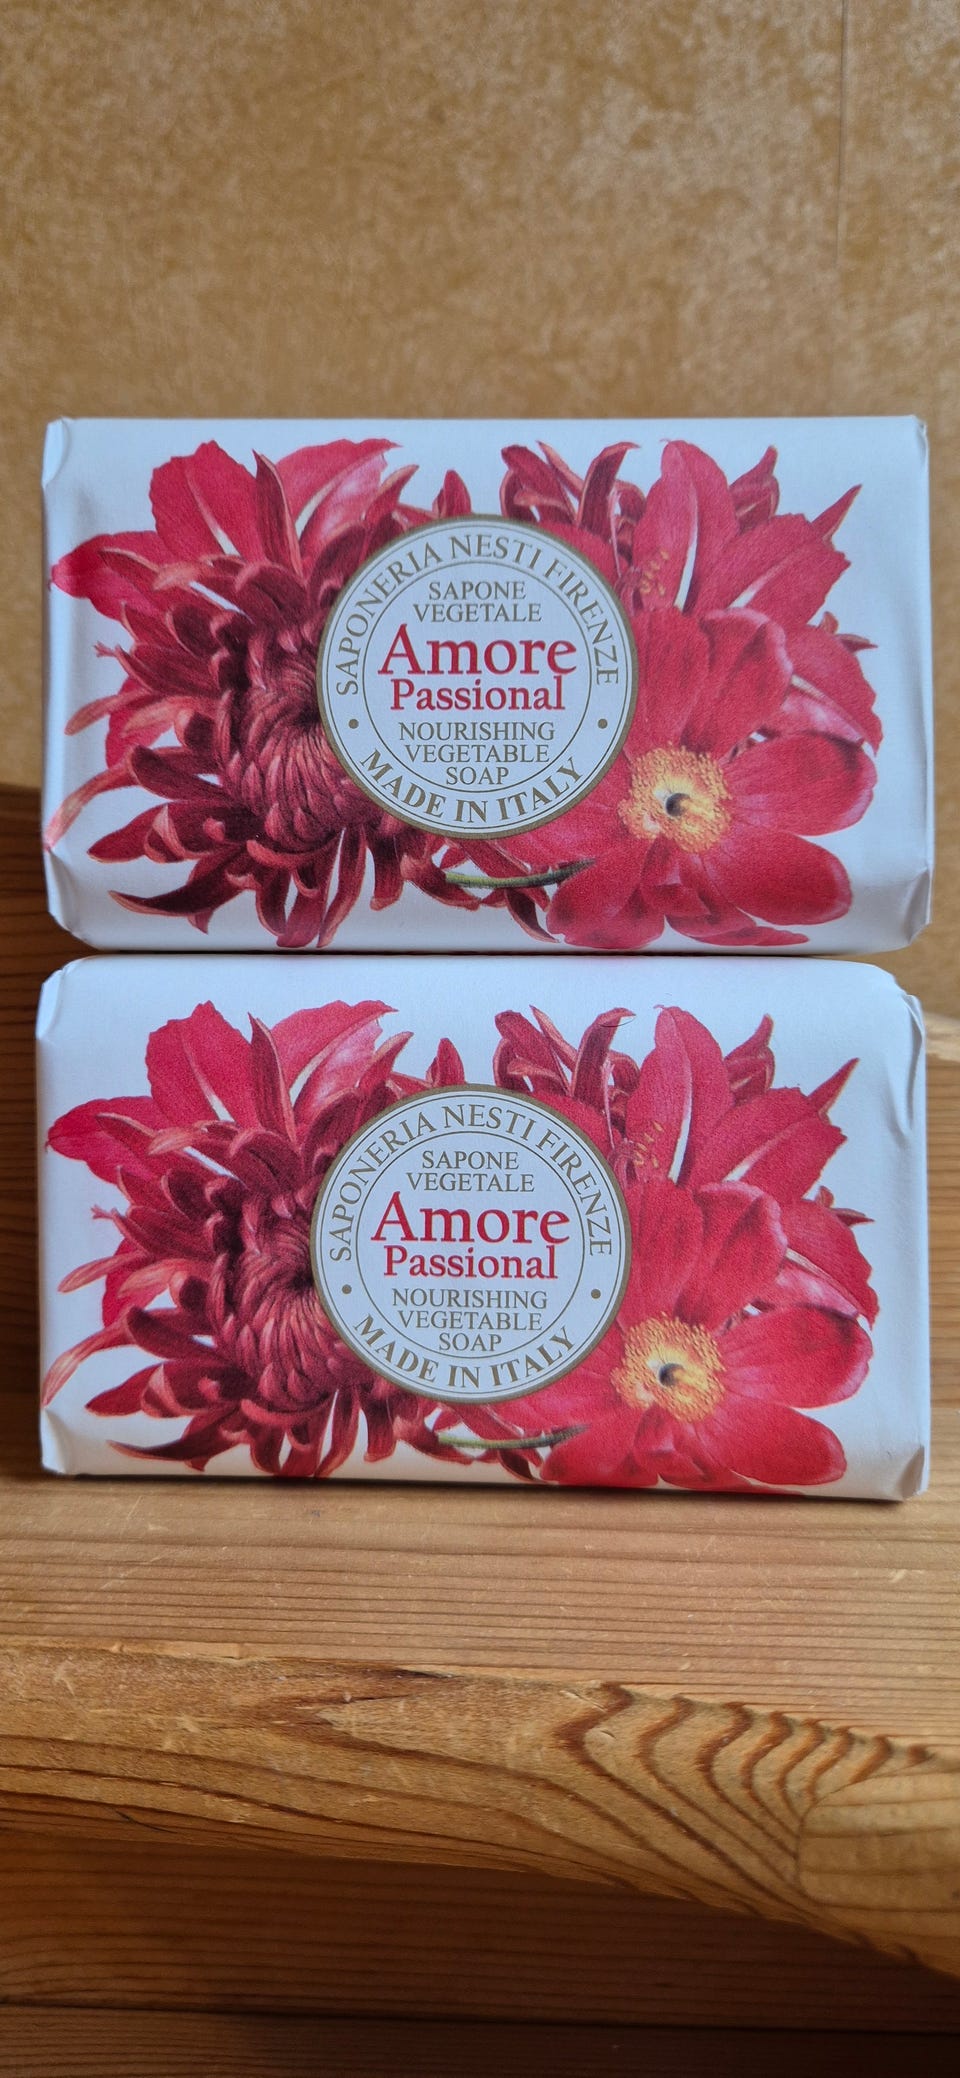 SAPONERIA NESTI FIRENZE
SAPONE
VEGETALE
Amore
Passional
NOURISHING
VEGETABLE
SOAP
MADE IN ITALY
SAPONERIA NESTI FIRENZE
SAPONE
VEGETALE
Amore
Passional
NOURISHING
VEGETABLE
SOAP
MADE IN ITALY